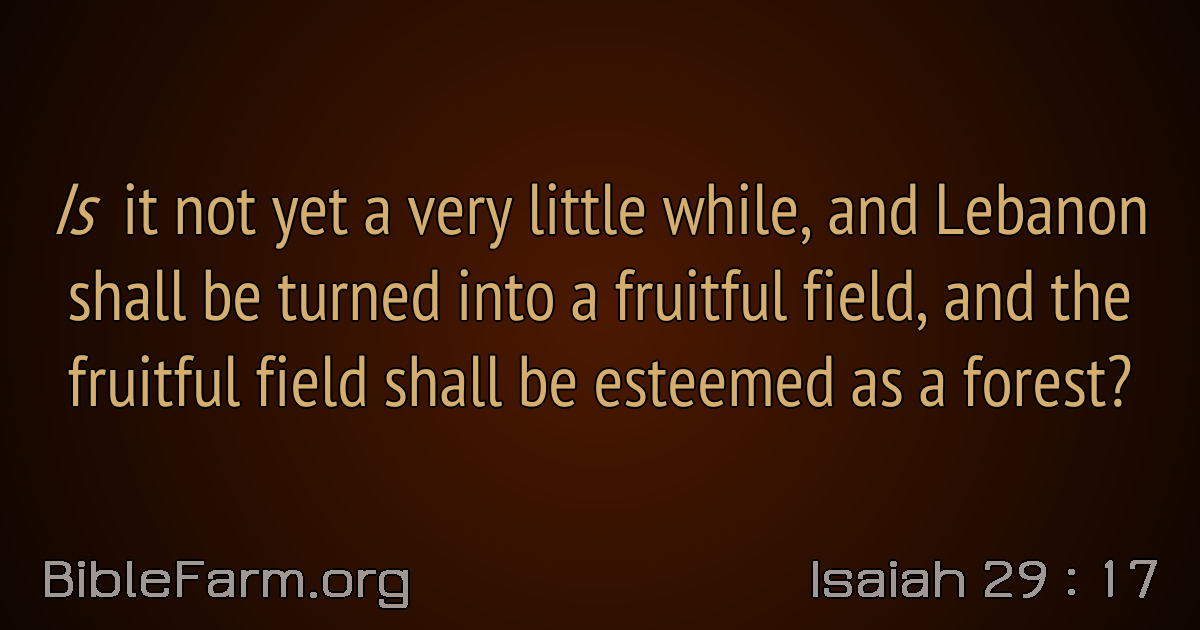 Is it not yet a very little while, and Lebanon
shall be turned into a fruitful field, and the
fruitful field shall be esteemed as a forest?
BibleFarm.org
Isaiah 29 : 17